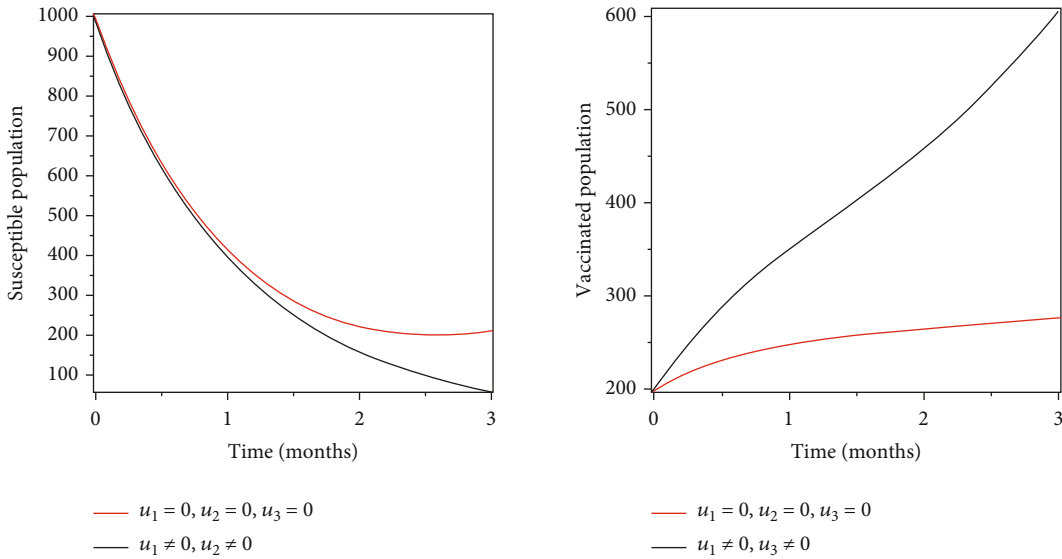 1000
900
800
700
600
500
400
300
200
100
Susceptible population
0 1 2 3
Time (months)
u₁ = 0, u₂ = 0, u₃ = 0
u₁ ≠ 0, u₂ ≠ 0
600
500
400
300
200
Vaccinated population
0 1 2 3
Time (months)
u₁ = 0, u₂ = 0, u₃ = 0
u₁ ≠ 0, u₃ ≠ 0